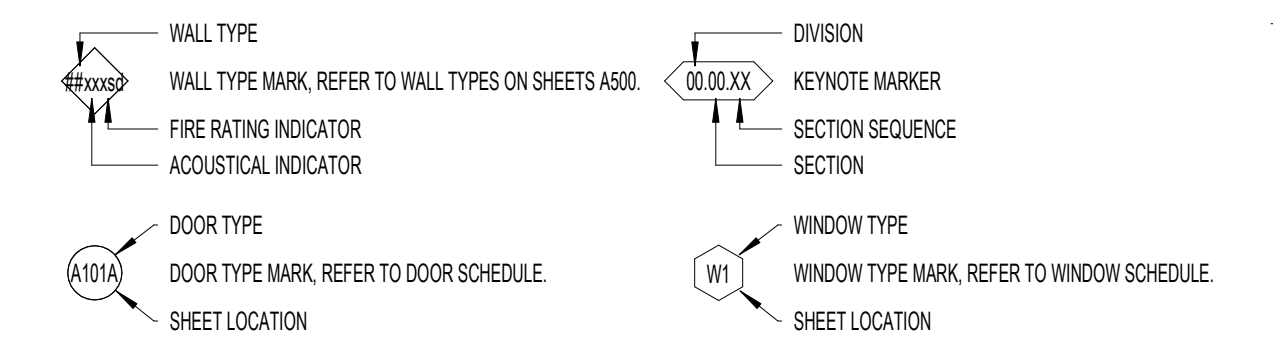 WALL TYPE
##xxxsd
WALL TYPE MARK, REFER TO WALL TYPES ON SHEETS A500.
FIRE RATING INDICATOR
ACOUSTICAL INDICATOR
DIVISION
00.00.XX
KEYNOTE MARKER
SECTION SEQUENCE
SECTION
DOOR TYPE
A101A
DOOR TYPE MARK, REFER TO DOOR SCHEDULE.
SHEET LOCATION
WINDOW TYPE
W1
WINDOW TYPE MARK, REFER TO WINDOW SCHEDULE.
SHEET LOCATION